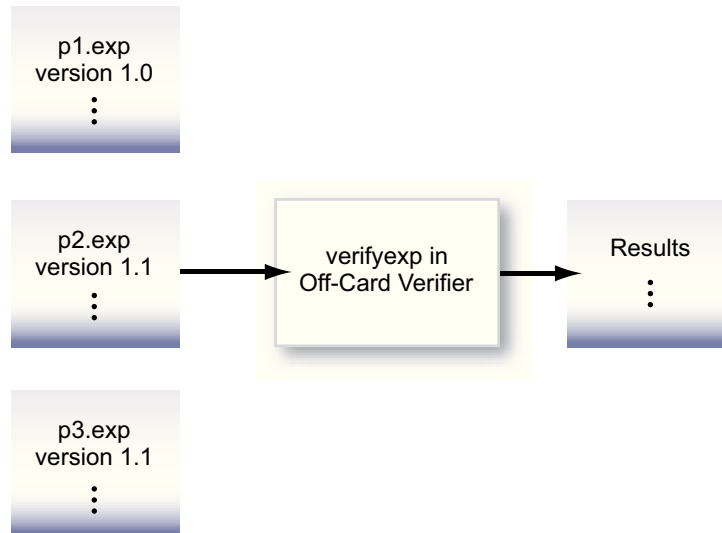 p1.exp
version 1.0
p2.exp
version 1.1
verifyexp in
Off-Card Verifier
Results
p3.exp
version 1.1